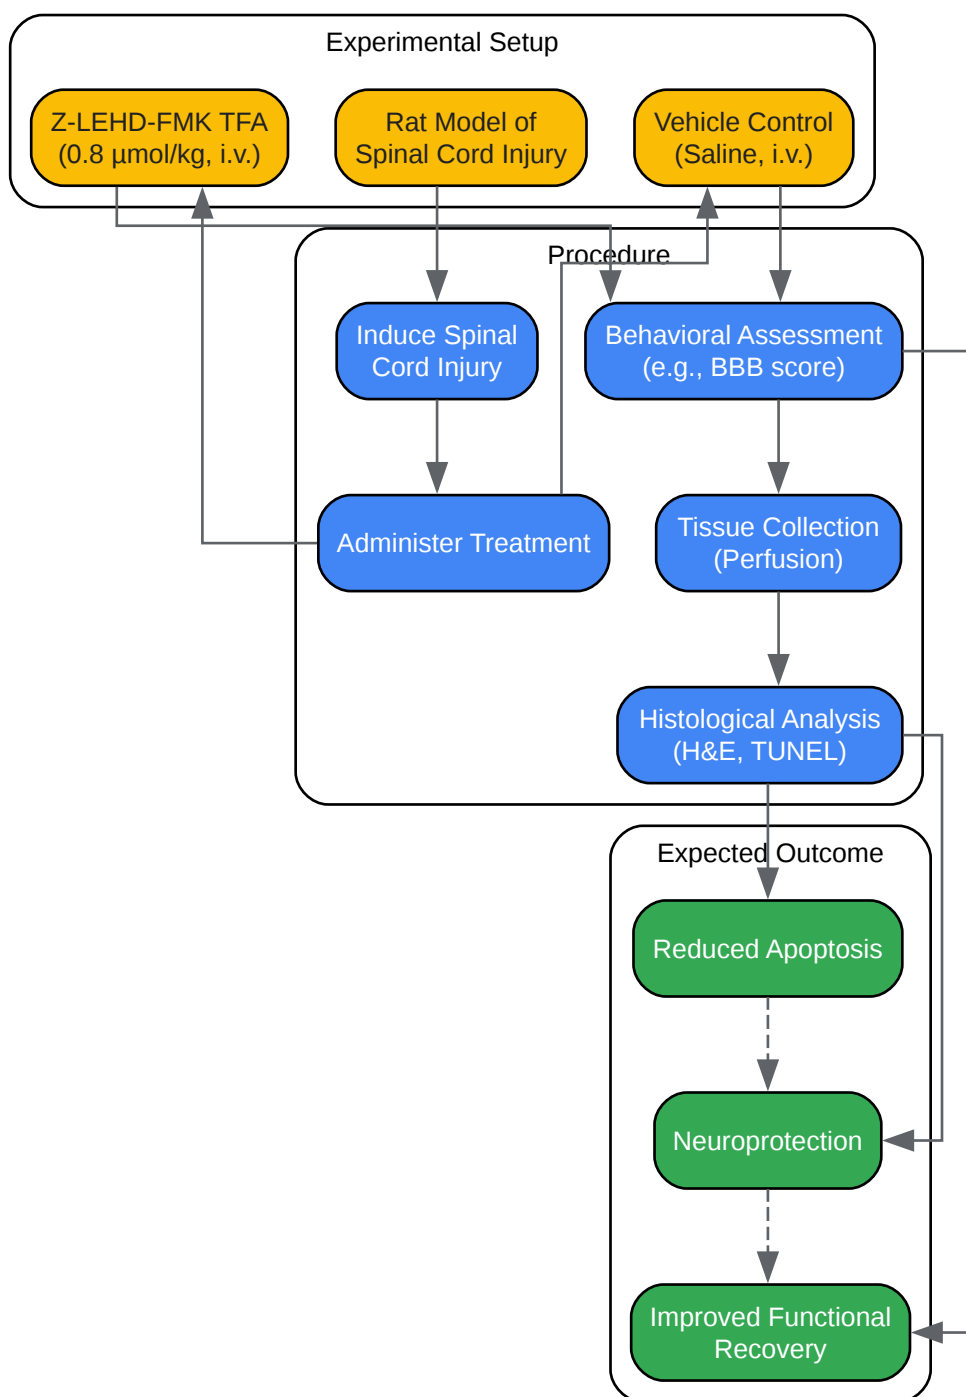 Experimental Setup
Z-LEHD-FMK TFA
(0.8 µmol/kg, i.v.)
Rat Model of
Spinal Cord Injury
Vehicle Control
(Saline, i.v.)
Procedure
Induce Spinal
Cord Injury
Behavioral Assessment
(e.g., BBB score)
Administer Treatment
Tissue Collection
(Perfusion)
Histological Analysis
(H&E, TUNEL)
Expected Outcome
Reduced Apoptosis
Neuroprotection
Improved Functional
Recovery